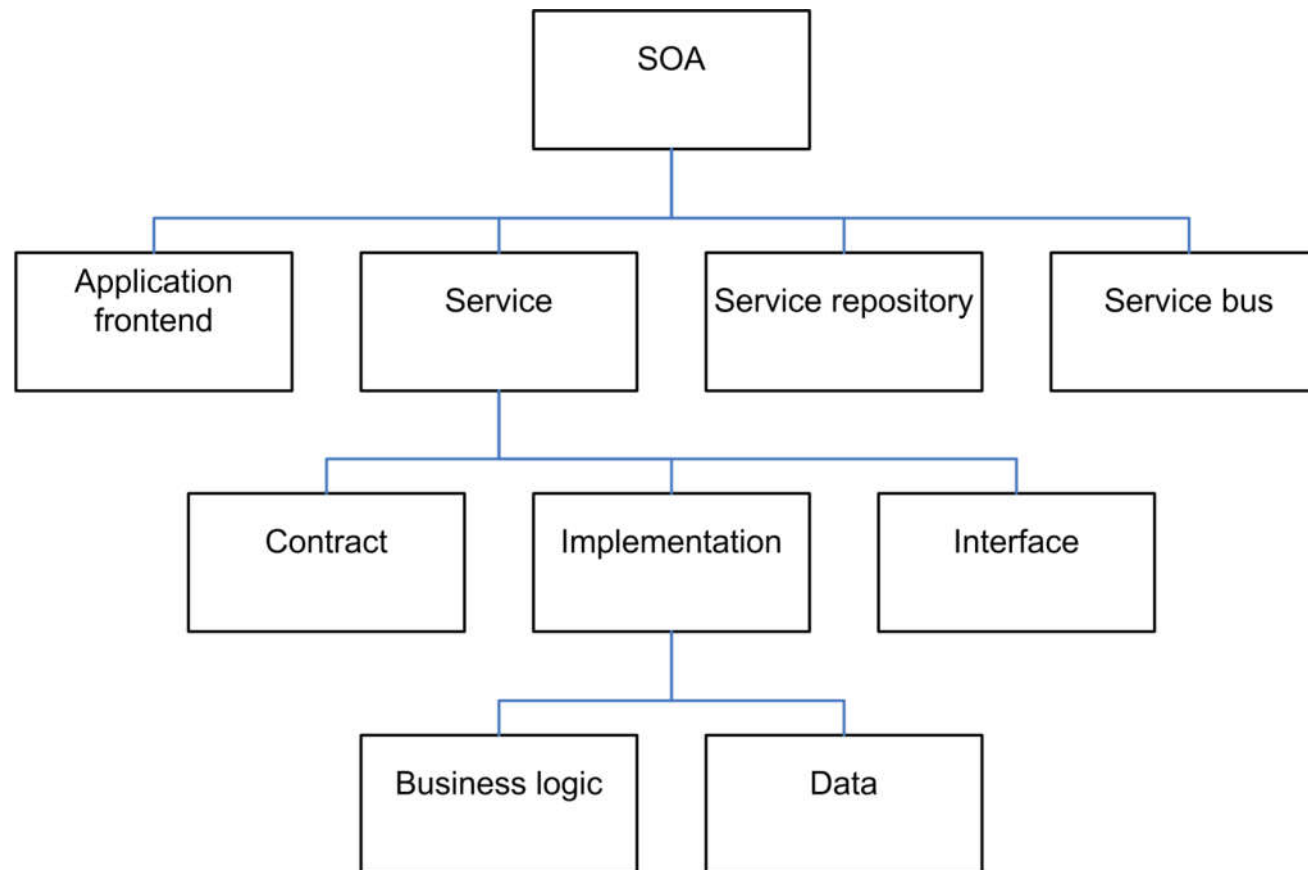 SOA
Application
frontend
Service
Service repository
Service bus
Contract
Implementation
Interface
Business logic
Data